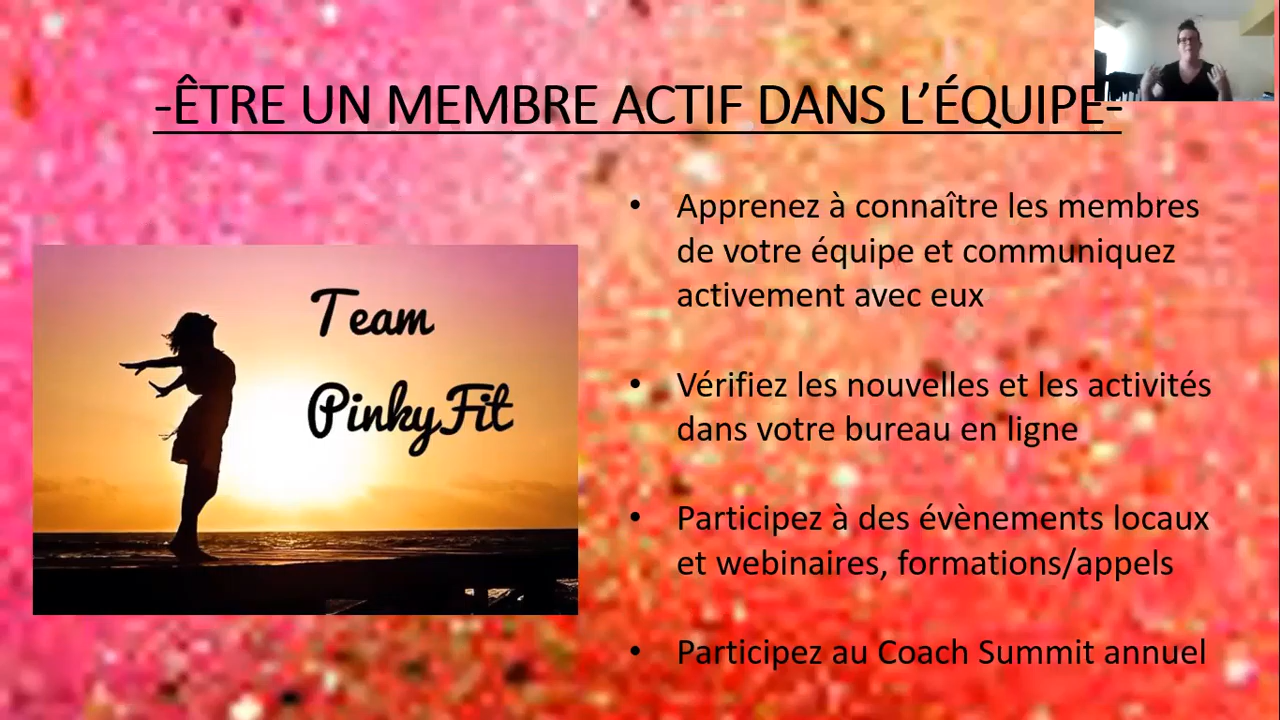 -ÊTRE UN MEMBRE ACTIF DANS L’ÉQUIPE-
Team
PinkyFit
• Apprenez à connaître les membres
de votre équipe et communiquez
activement avec eux
• Vérifiez les nouvelles et les activités
dans votre bureau en ligne
• Participez à des évènements locaux
et webinaires, formations/appels
• Participez au Coach Summit annuel